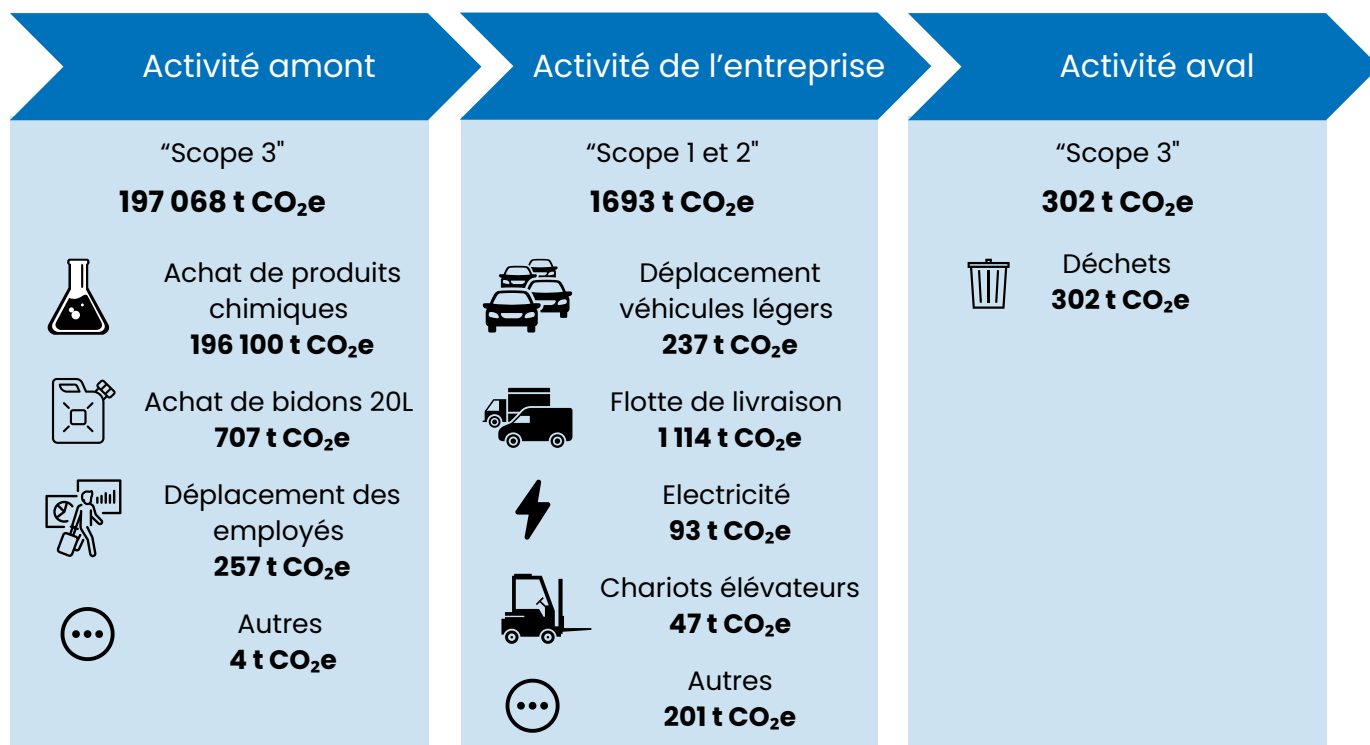 Activité amont
“Scope 3"
197 068 t CO₂e
Achat de produits
chimiques
196 100 t CO₂e
Achat de bidons 20L
707 t CO₂e
Déplacement des
employés
257 t CO₂e
Autres
4 t CO₂e
Activité de l’entreprise
“Scope 1 et 2"
1693 t CO₂e
Déplacement
véhicules légers
237 t CO₂e
Flotte de livraison
1 114 t CO₂e
Electricité
93 t CO₂e
Chariots élévateurs
47 t CO₂e
Autres
201 t CO₂e
Activité aval
“Scope 3"
302 t CO₂e
Déchets
302 t CO₂e